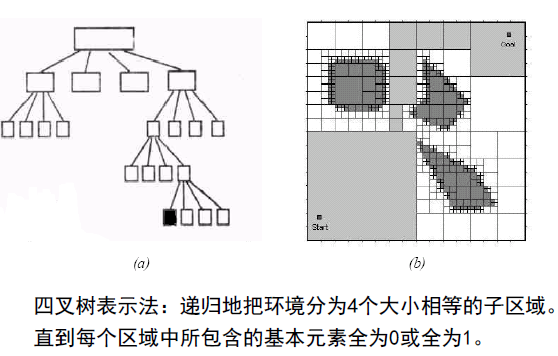 Goal
Start
(a)
(b)
四叉树表示法：递归地把环境分为4个大小相等的子区域。
直到每个区域中所包含的基本元素全为0或全为1。